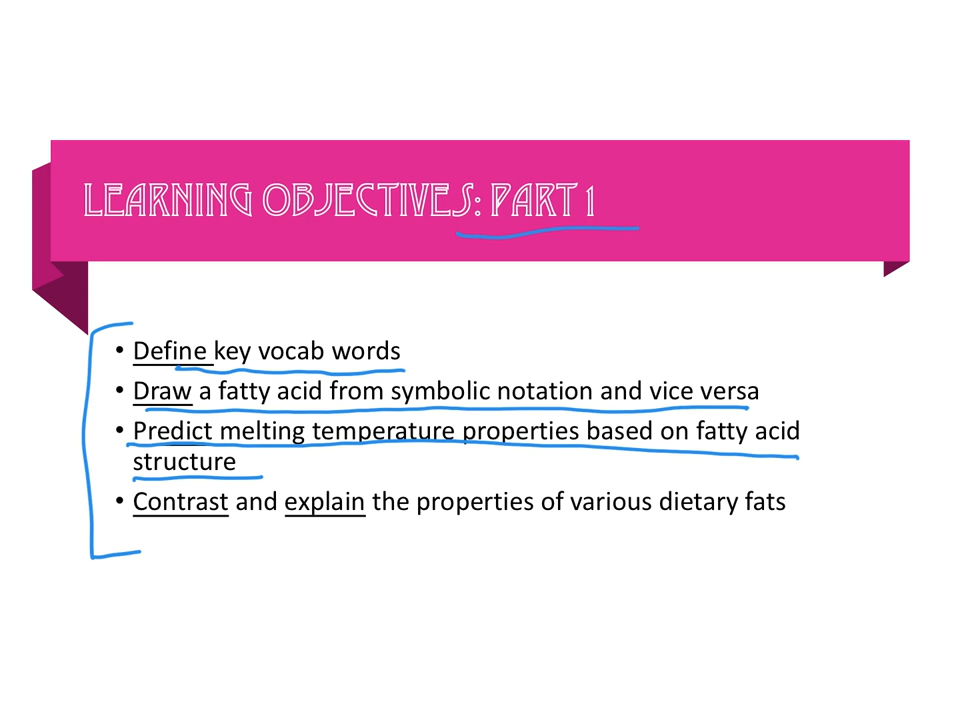 LEARNING OBJECTIVES: PART 1
• Define key vocab words
• Draw a fatty acid from symbolic notation and vice versa
• Predict melting temperature properties based on fatty acid
structure
• Contrast and explain the properties of various dietary fats